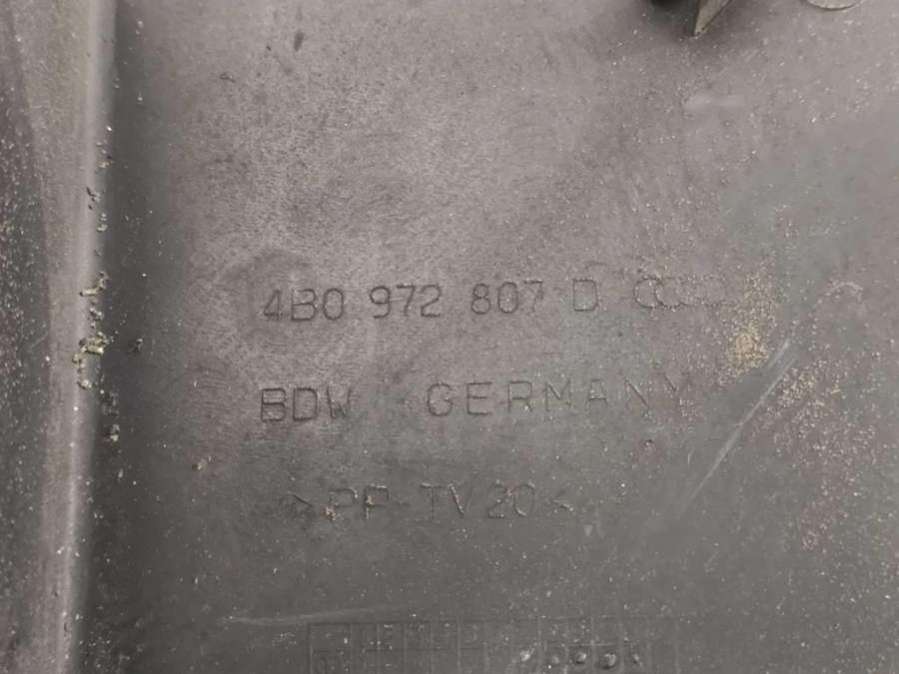 4B0 972 807 D
BDW GERMANY
>PP-TV20<